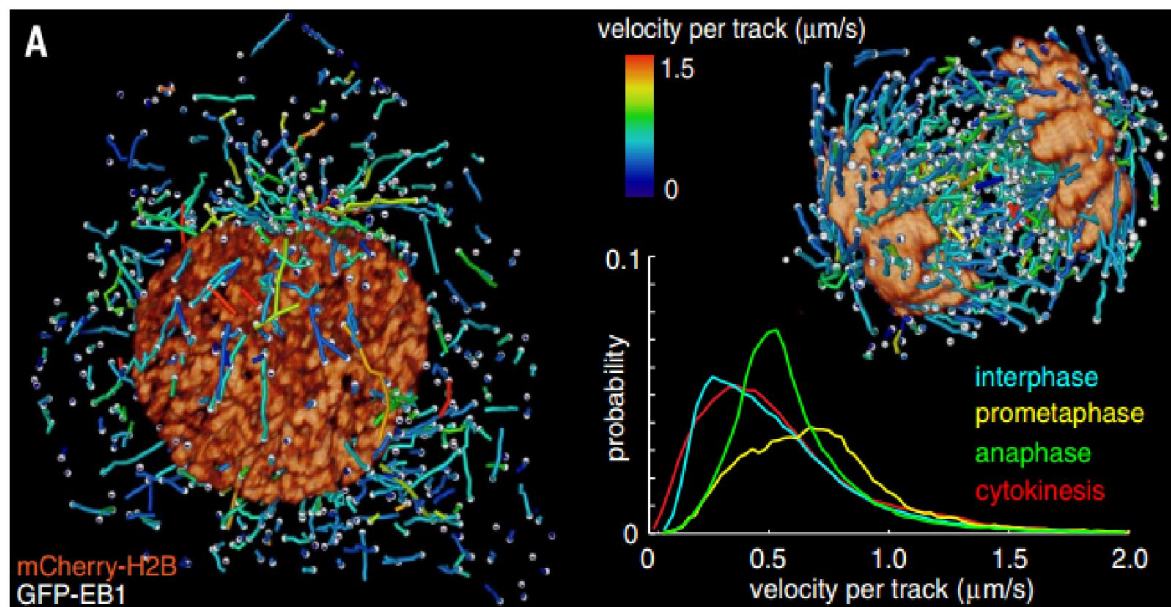 A
velocity per track (μm/s)
1.5
0
mCherry-H2B
GFP-EB1
0.1
probability
0
interphase
prometaphase
anaphase
cytokinesis
0 0.5 1.0 1.5 2.0
velocity per track (μm/s)